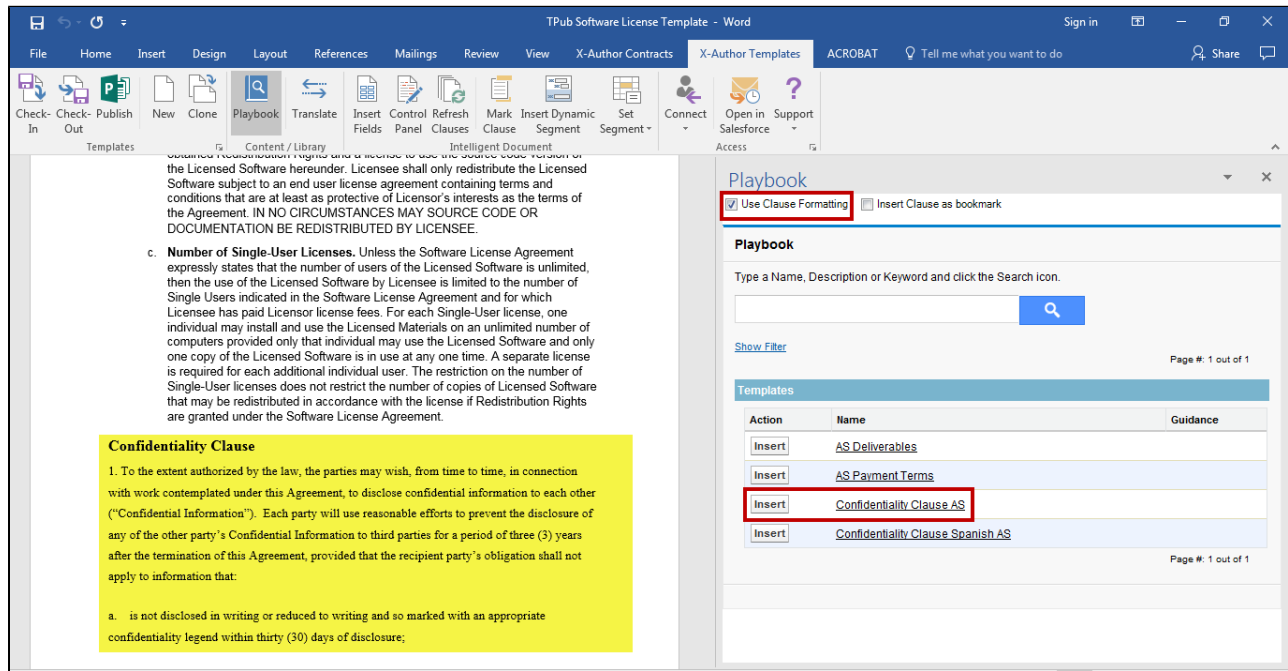 TPub Software License Template - Word
Sign in
File Home Insert Design Layout References Mailings Review View X-Author Contracts X-Author Templates ACROBAT Tell me what you want to do Share
Check-In Check-Out Publish New Clone Playbook Translate Insert Fields Control Panel Refresh Clauses Mark Clause Insert Dynamic Segment Set Segment Connect Open in Salesforce Support
Templates Content / Library Intelligent Document Access
obtained Redistribution Rights and a license to use the source code version of
the Licensed Software hereunder. Licensee shall only redistribute the Licensed
Software subject to an end user license agreement containing terms and
conditions that are at least as protective of Licensor's interests as the terms of
the Agreement. IN NO CIRCUMSTANCES MAY SOURCE CODE OR
DOCUMENTATION BE REDISTRIBUTED BY LICENSEE.
c. Number of Single-User Licenses. Unless the Software License Agreement
expressly states that the number of users of the Licensed Software is unlimited,
then the use of the Licensed Software by Licensee is limited to the number of
Single Users indicated in the Software License Agreement and for which
Licensee has paid Licensor license fees. For each Single-User license, one
individual may install and use the Licensed Materials on an unlimited number of
computers provided only that individual may use the Licensed Software and only
one copy of the Licensed Software is in use at any one time. A separate license
is required for each additional individual user. The restriction on the number of
Single-User licenses does not restrict the number of copies of Licensed Software
that may be redistributed in accordance with the license if Redistribution Rights
are granted under the Software License Agreement.
Confidentiality Clause
1. To the extent authorized by the law, the parties may wish, from time to time, in connection
with work contemplated under this Agreement, to disclose confidential information to each other
(“Confidential Information”). Each party will use reasonable efforts to prevent the disclosure of
any of the other party’s Confidential Information to third parties for a period of three (3) years
after the termination of this Agreement, provided that the recipient party’s obligation shall not
apply to information that:
a. is not disclosed in writing or reduced to writing and so marked with an appropriate
confidentiality legend within thirty (30) days of disclosure;
Playbook
Use Clause Formatting Insert Clause as bookmark
Playbook
Type a Name, Description or Keyword and click the Search icon.
Show Filter
Page #: 1 out of 1
Templates
Action Name Guidance
Insert AS Deliverables
Insert AS Payment Terms
Insert Confidentiality Clause AS
Insert Confidentiality Clause Spanish AS
Page #: 1 out of 1